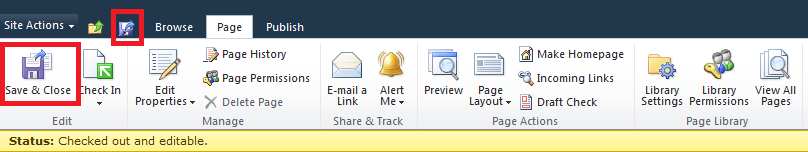 Site Actions Browse Page Publish
Save & Close Check In Edit Properties Page History Page Permissions Delete Page E-mail a Link Alert Me Preview Page Layout Make Homepage Incoming Links Draft Check Library Settings Library Permissions View All Pages
Edit Manage Share & Track Page Actions Page Library
Status: Checked out and editable.